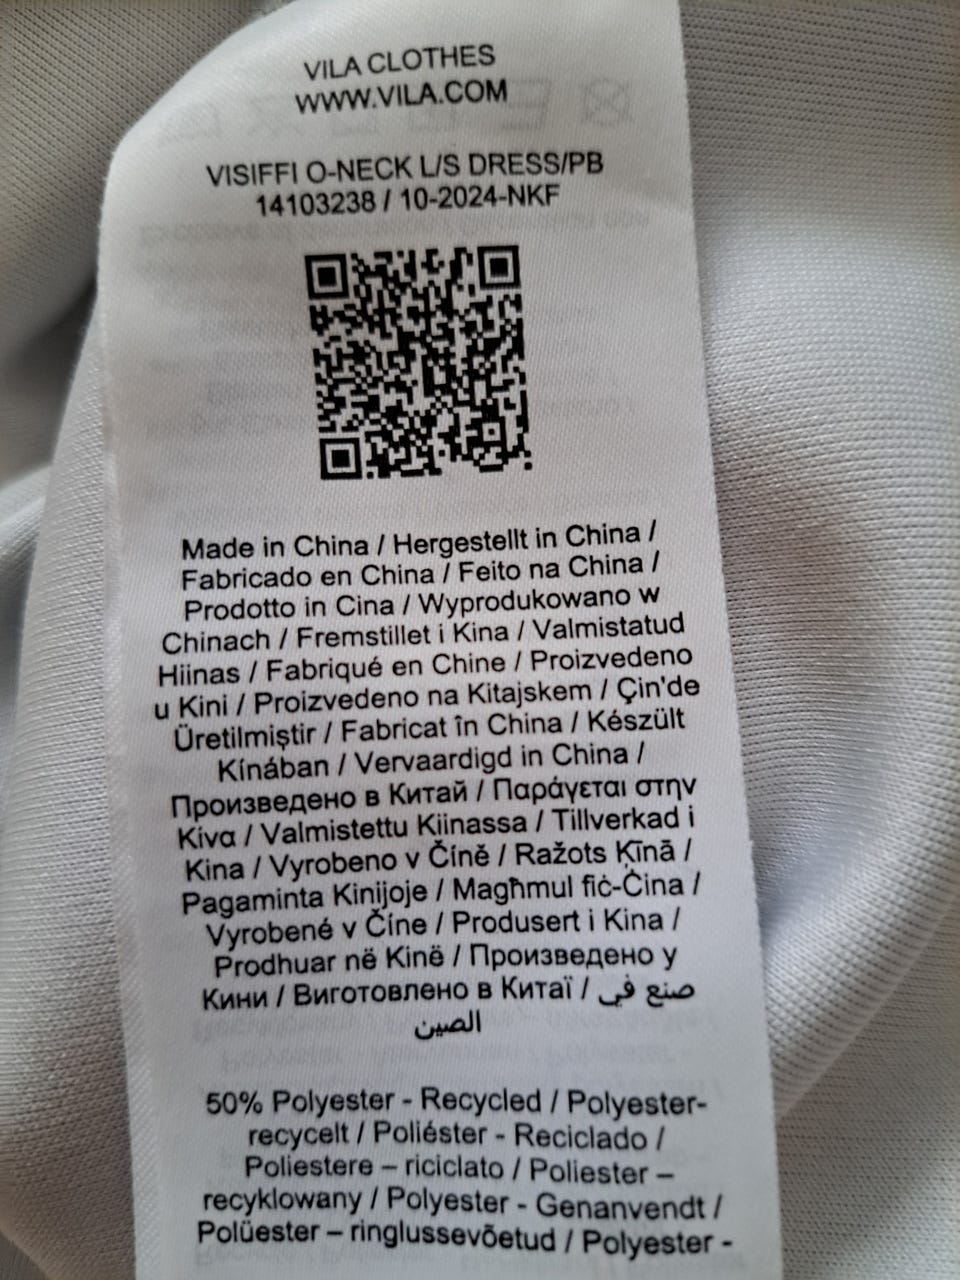 VILA CLOTHES
WWW.VILA.COM
VISIFFI O-NECK L/S DRESS/PB
14103238 / 10-2024-NKF
Made in China / Hergestellt in China /
Fabricado en China / Feito na China /
Prodotto in Cina / Wyprodukowano w
Chinach / Fremstillet i Kina / Valmistatud
Hiinas / Fabriqué en Chine / Proizvedeno
u Kini / Proizvedeno na Kitajskem / Çin'de
Üretilmiştir / Fabricat în China / Készült
Kínában / Vervaardigd in China /
Произведено в Китай / Παράγεται στην
Κίνα / Valmistettu Kiinassa / Tillverkad i
Kina / Vyrobeno v Číně / Ražots Ķīnā /
Pagaminta Kinijoje / Magħmul fiċ-Ċina /
Vyrobené v Číne / Produsert i Kina /
Prodhuar në Kinë / Произведено у
Кини / Виготовлено в Китаї / صنع في
الصين
50% Polyester - Recycled / Polyester-
recycelt / Poliéster - Reciclado /
Poliestere – riciclato / Poliester –
recyklowany / Polyester - Genanvendt /
Polüester – ringlussevõetud / Polyester -